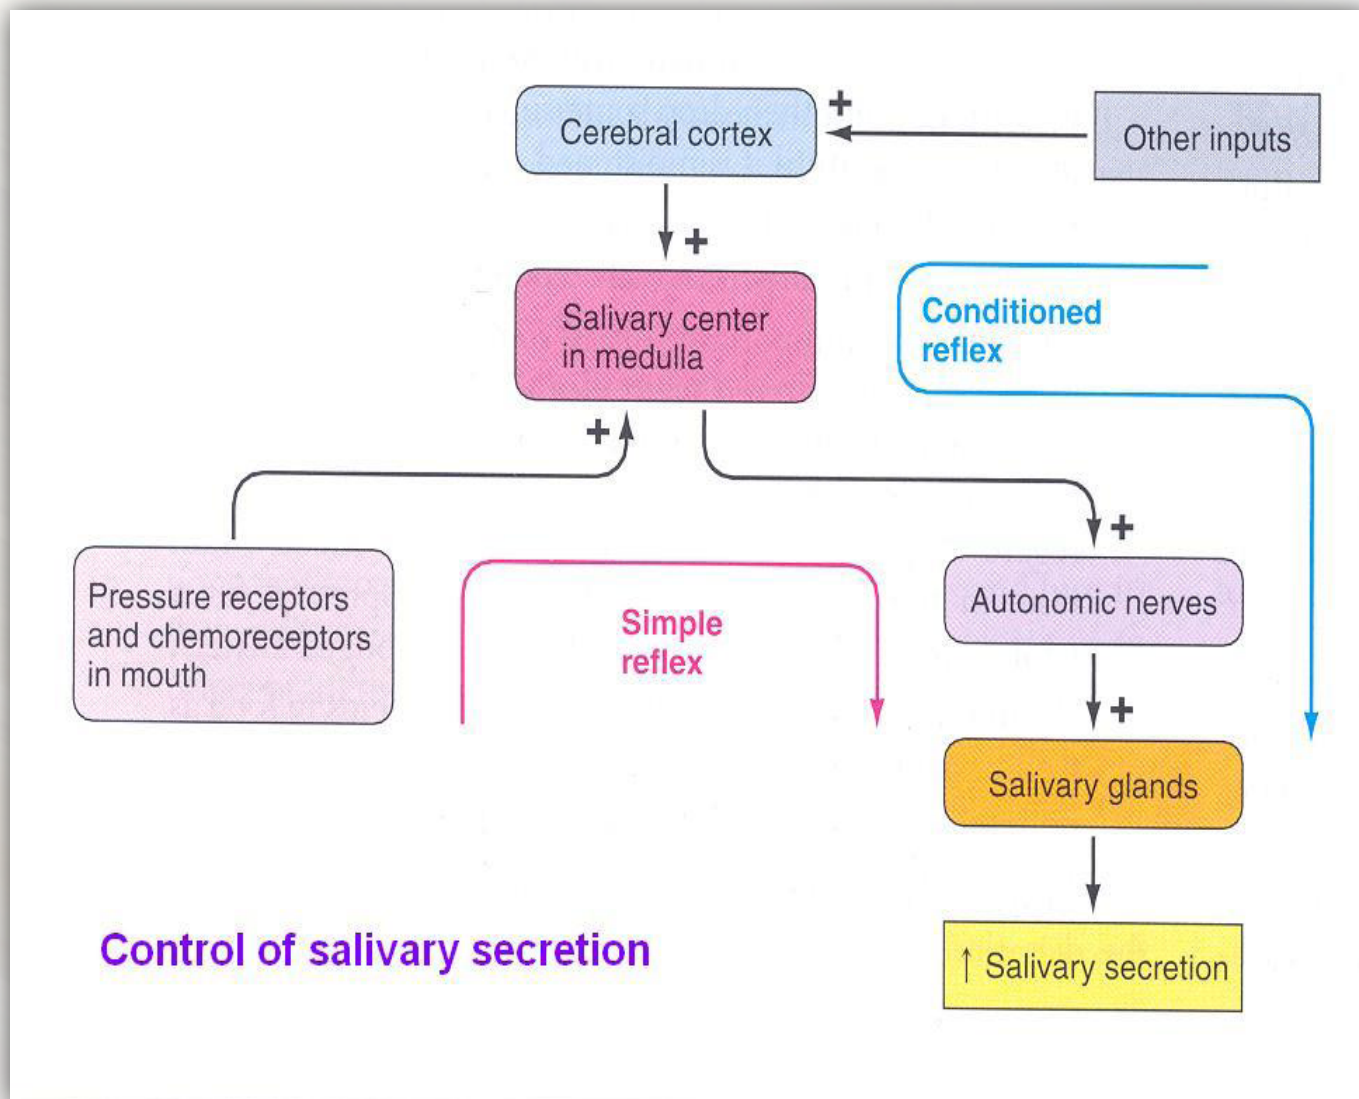 Cerebral cortex
+
Other inputs
+
Salivary center
in medulla
Conditioned
reflex
+
+
Pressure receptors
and chemoreceptors
in mouth
Simple
reflex
Autonomic nerves
+
Salivary glands
Control of salivary secretion
↑ Salivary secretion